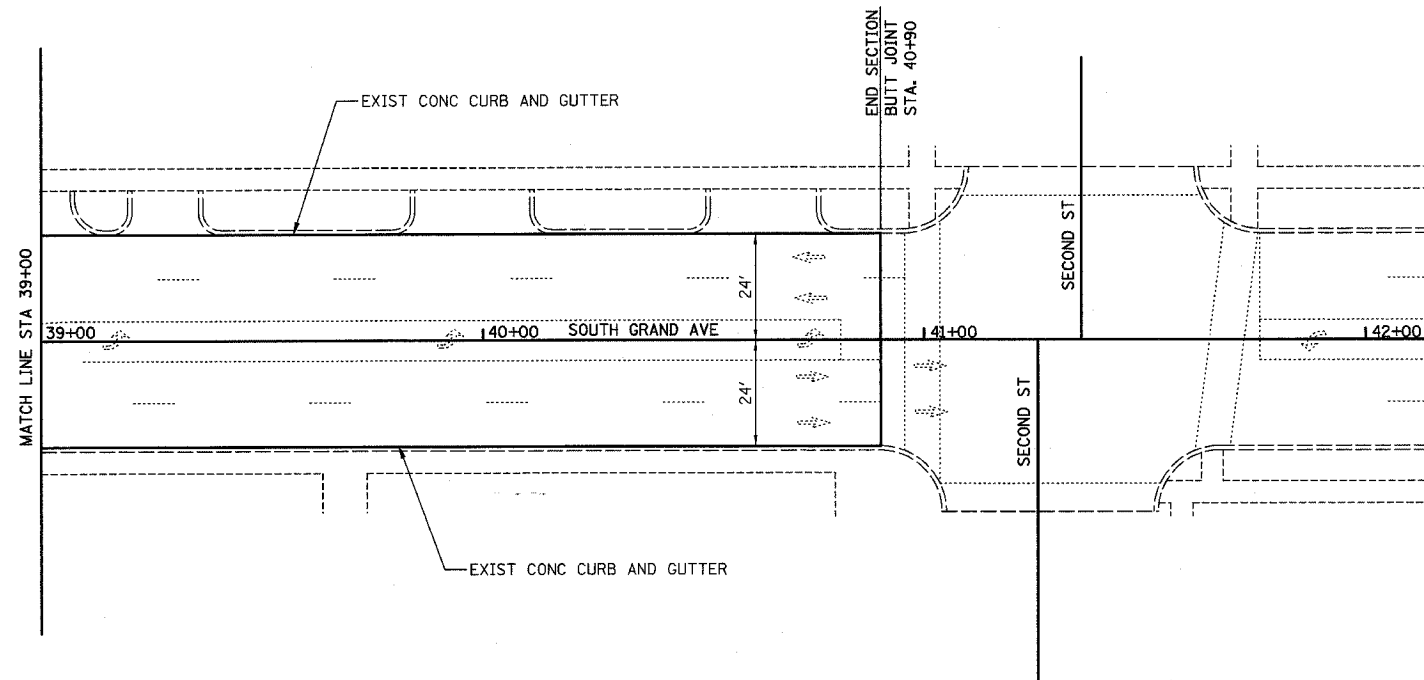 END SECTION
BUTT JOINT
STA. 40+90
EXIST CONC CURB AND GUTTER
SECOND ST
MATCH LINE STA 39+00
24'
39+00
40+00
SOUTH GRAND AVE
41+00
42+00
24'
SECOND ST
EXIST CONC CURB AND GUTTER